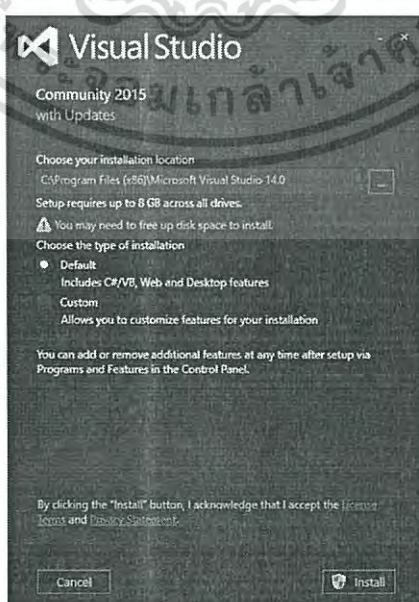 Visual Studio
Community 2015
with Updates
Choose your installation location
C:\Program Files (x86)\Microsoft Visual Studio 14.0
...
Setup requires up to 8 GB across all drives.
You may need to free up disk space to install.
Choose the type of installation
Default
Includes C#/VB, Web and Desktop features
Custom
Allows you to customize features for your installation
You can add or remove additional features at any time after setup via
Programs and Features in the Control Panel.
By clicking the "Install" button, I acknowledge that I accept the License
Terms and Privacy Statement.
Cancel
Install